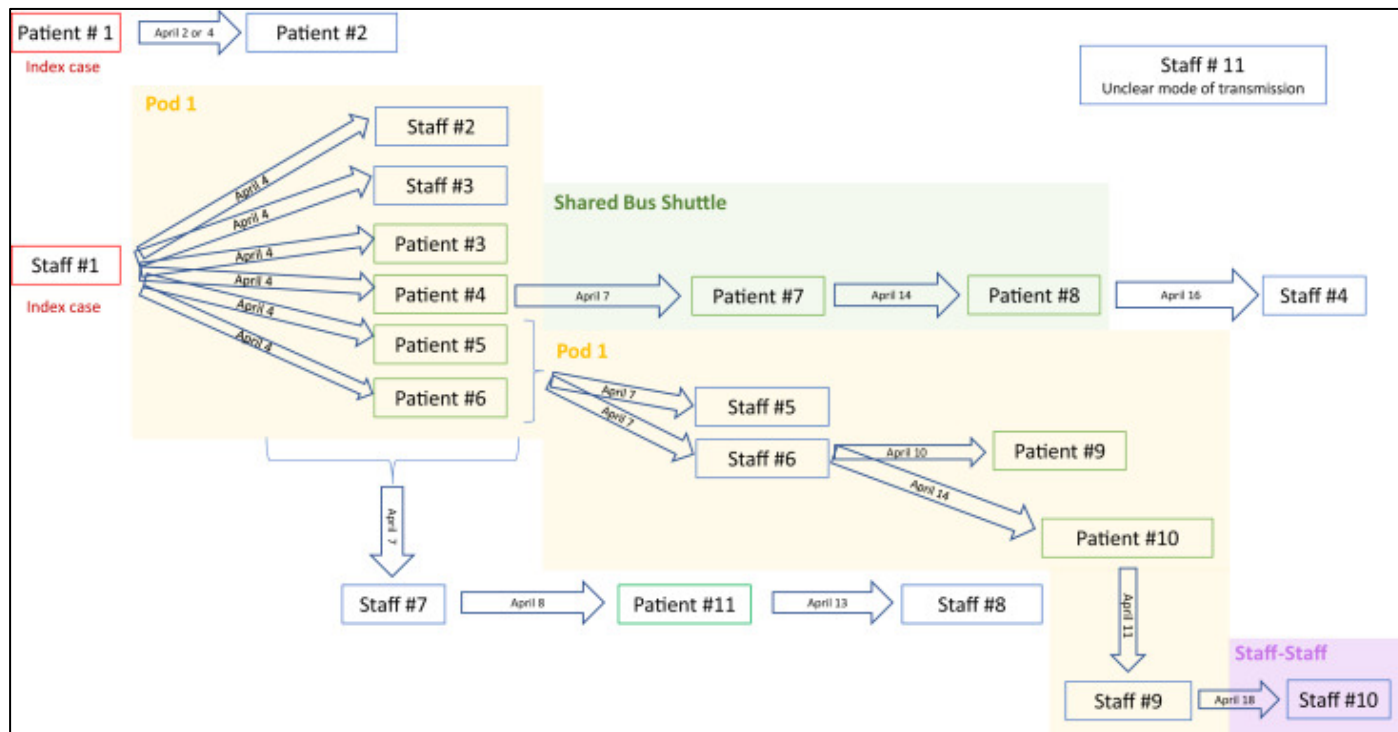 Patient # 1
April 2 or 4
Patient #2
Index case
Staff # 11
Unclear mode of transmission
Pod 1
Staff #2
April 4
Staff #3
April 4
Shared Bus Shuttle
April 4
Patient #3
Staff #1
April 4
Patient #4
April 7
Patient #7
April 14
Patient #8
April 16
Staff #4
Index case
April 4
Patient #5
April 4
Patient #6
Pod 1
April 7
Staff #5
April 7
Staff #6
April 10
Patient #9
April 14
Patient #10
April 7
Staff #7
April 8
Patient #11
April 13
Staff #8
April 11
Staff-Staff
Staff #9
April 18
Staff #10